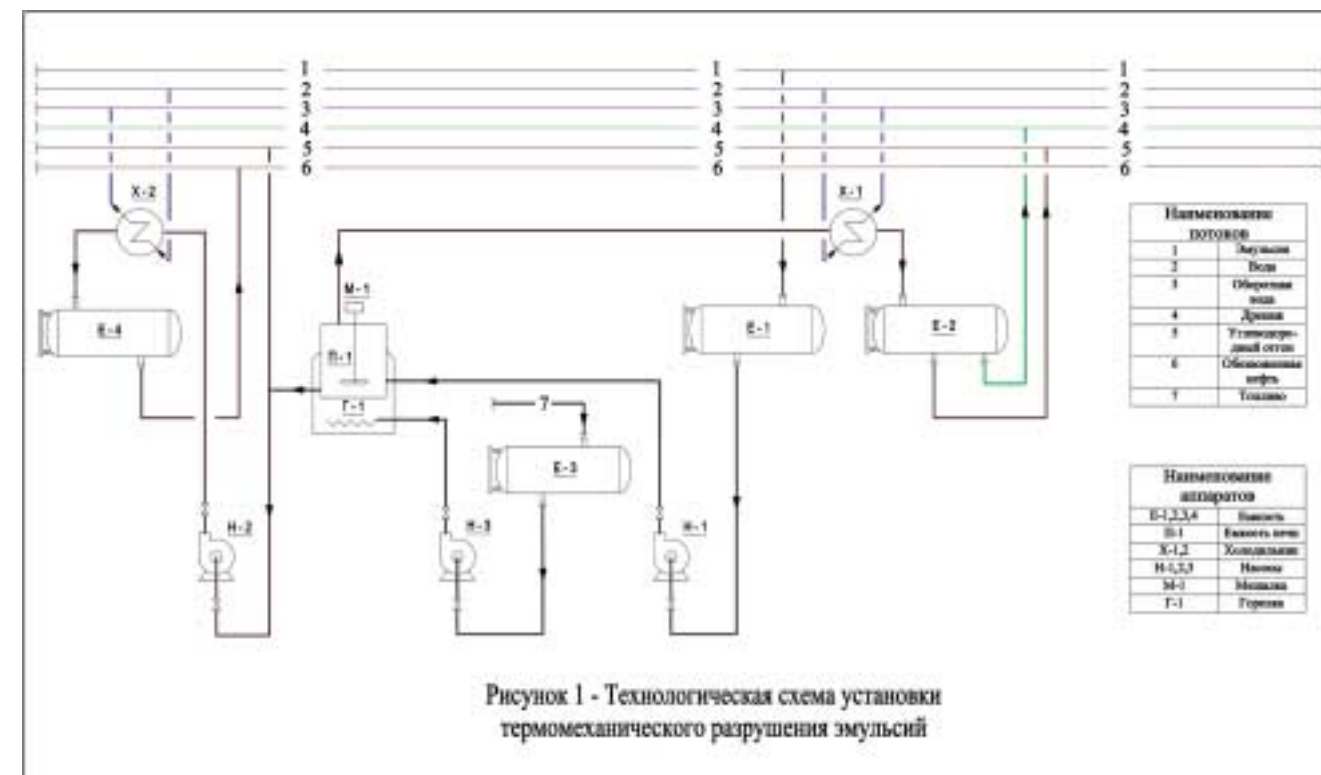 1 1 1
2 2 2
3 3 3
4 4 4
5 5 5
6 6 6
Х-2 Х-1
М-1
Е-4 П-1 Е-1 Е-2
Г-1 7
Е-3
Н-2 Н-3 Н-1
Наименование
потоков
1 Эмульсия
2 Вода
3 Оборотная
вода
4 Дренаж
5 Углеводоро-
дный отгон
6 Обезвоженная
нефть
7 Топливо
Наименование
аппаратов
Е-1,2,3,4 Емкость
П-1 Емкость печи
Х-1,2 Холодильник
Н-1,2,3 Насосы
М-1 Мешалка
Г-1 Горелка
Рисунок 1 - Технологическая схема установки
термомеханического разрушения эмульсий